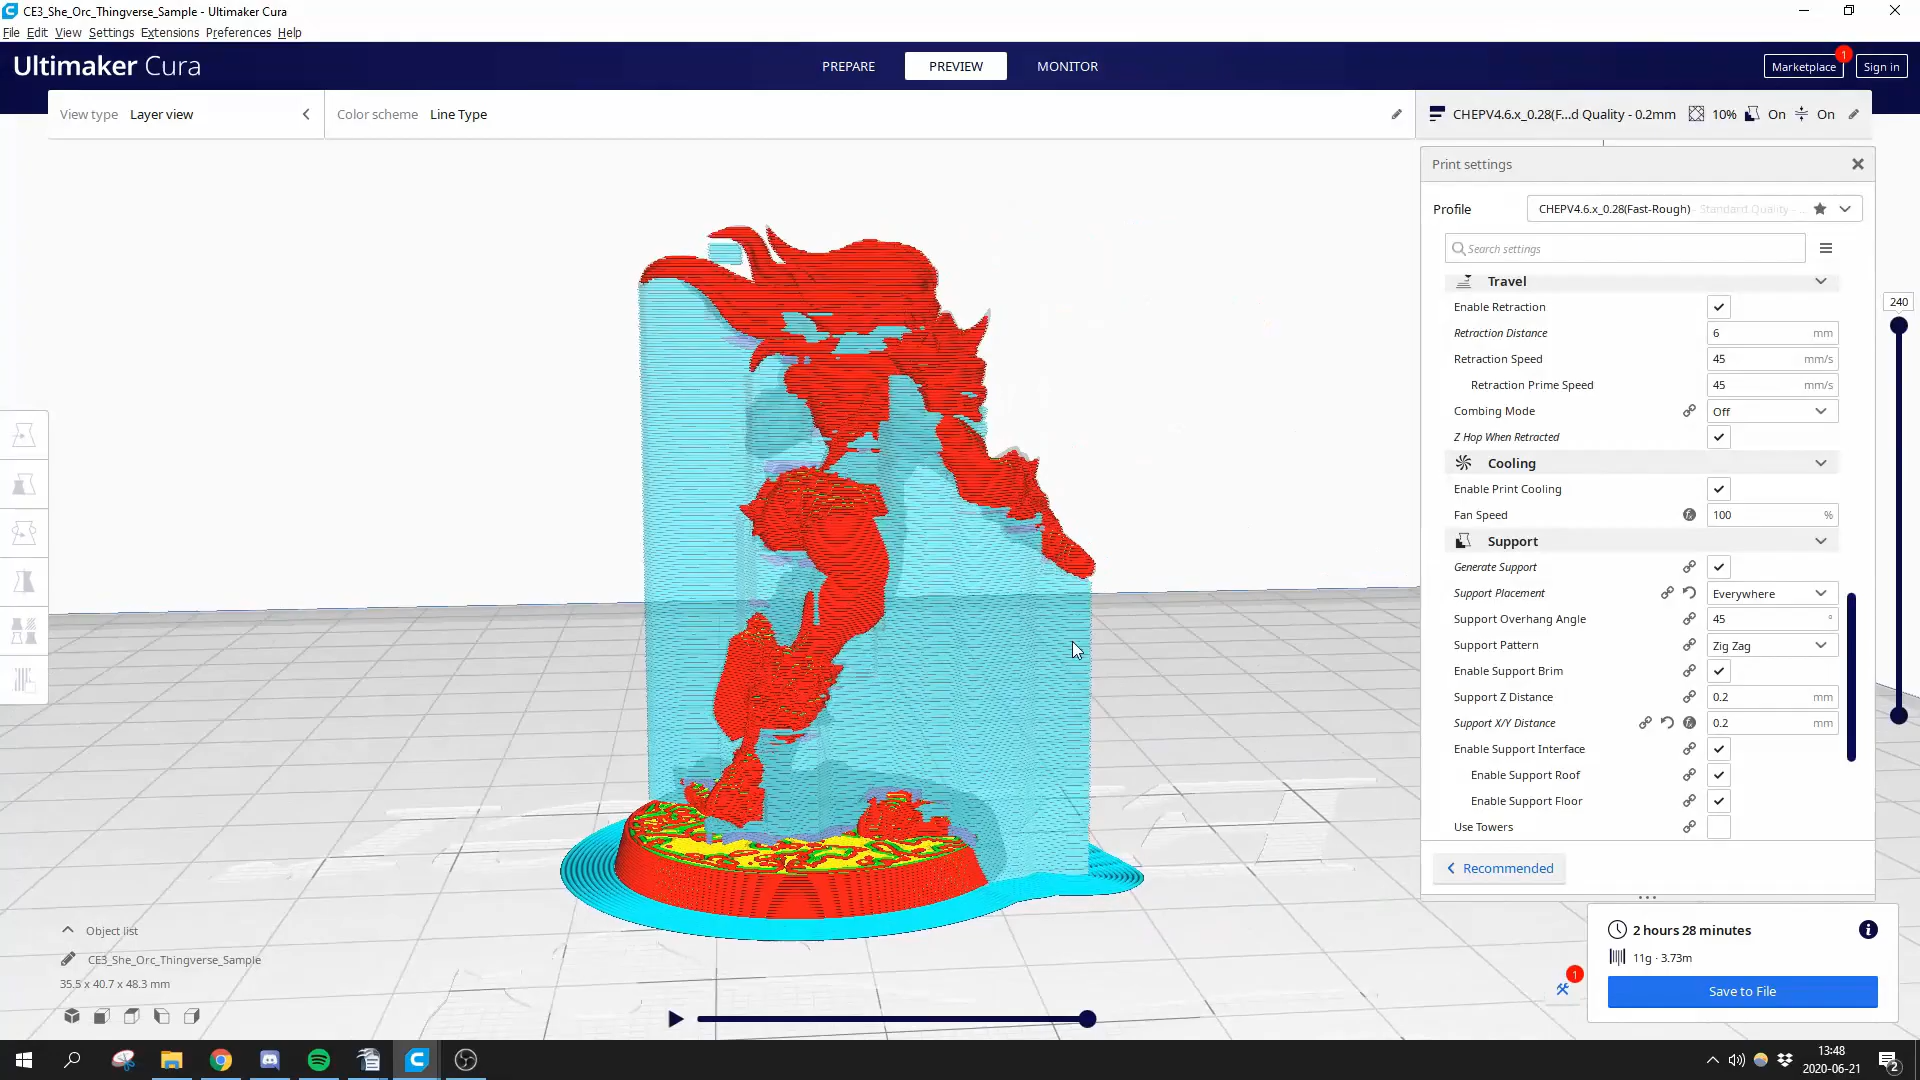 CE3_She_Orc_Thingverse_Sample - Ultimaker Cura
File Edit View Settings Extensions Preferences Help
Ultimaker Cura
PREPARE
PREVIEW
MONITOR
Marketplace
1
Sign in
View type Layer view
Color scheme Line Type
CHEPV4.6.x_0.28(F...d Quality - 0.2mm 10% On On
Print settings
Profile CHEPV4.6.x_0.28(Fast-Rough) - Standard Quality - ...
Search settings
Travel
Enable Retraction
Retraction Distance 6 mm
Retraction Speed 45 mm/s
Retraction Prime Speed 45 mm/s
Combing Mode Off
Z Hop When Retracted
Cooling
Enable Print Cooling
Fan Speed 100 %
Support
Generate Support
Support Placement Everywhere
Support Overhang Angle 45 °
Support Pattern Zig Zag
Enable Support Brim
Support Z Distance 0.2 mm
Support X/Y Distance 0.2 mm
Enable Support Interface
Enable Support Roof
Enable Support Floor
Use Towers
Recommended
240
Object list
CE3_She_Orc_Thingverse_Sample
35.5 x 40.7 x 48.3 mm
2 hours 28 minutes
11g · 3.73m
1
Save to File
13:48
2020-06-21
2